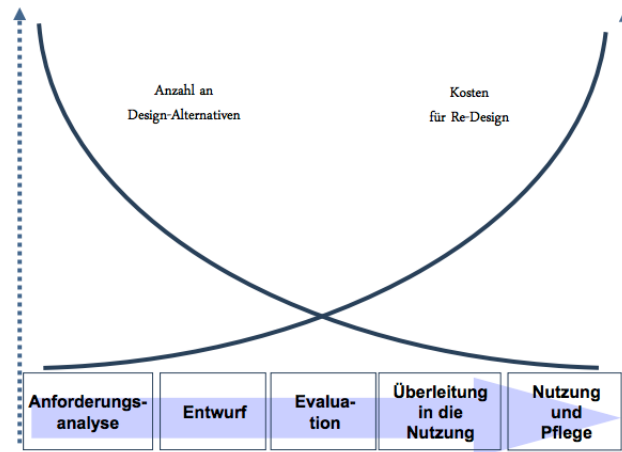 Anzahl an
Design-Alternativen
Kosten
für Re-Design
Anforderungs-
analyse
Entwurf
Evalua-
tion
Überleitung
in die
Nutzung
Nutzung
und
Pflege